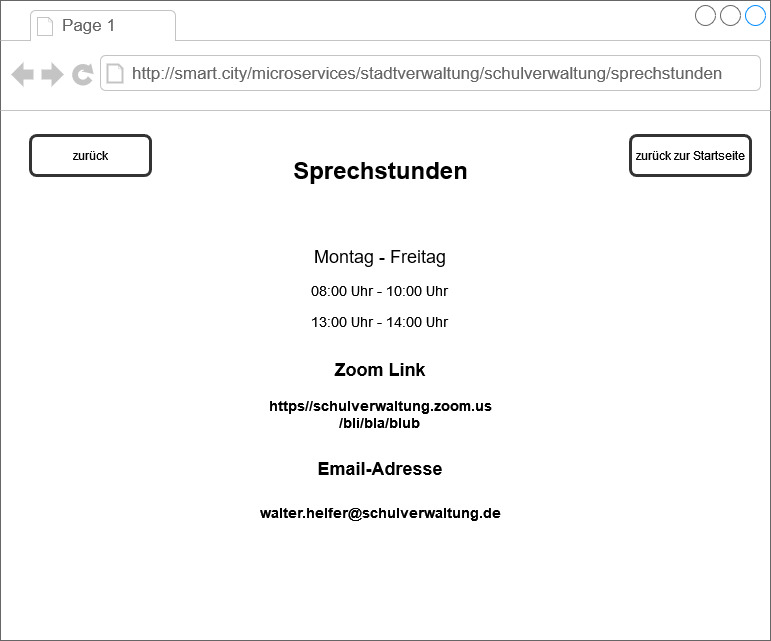 Page 1
http://smart.city/microservices/stadtverwaltung/schulverwaltung/sprechstunden
zurück
zurück zur Startseite
Sprechstunden
Montag - Freitag
08:00 Uhr - 10:00 Uhr
13:00 Uhr - 14:00 Uhr
Zoom Link
https//schulverwaltung.zoom.us
/bli/bla/blub
Email-Adresse
walter.helfer@schulverwaltung.de